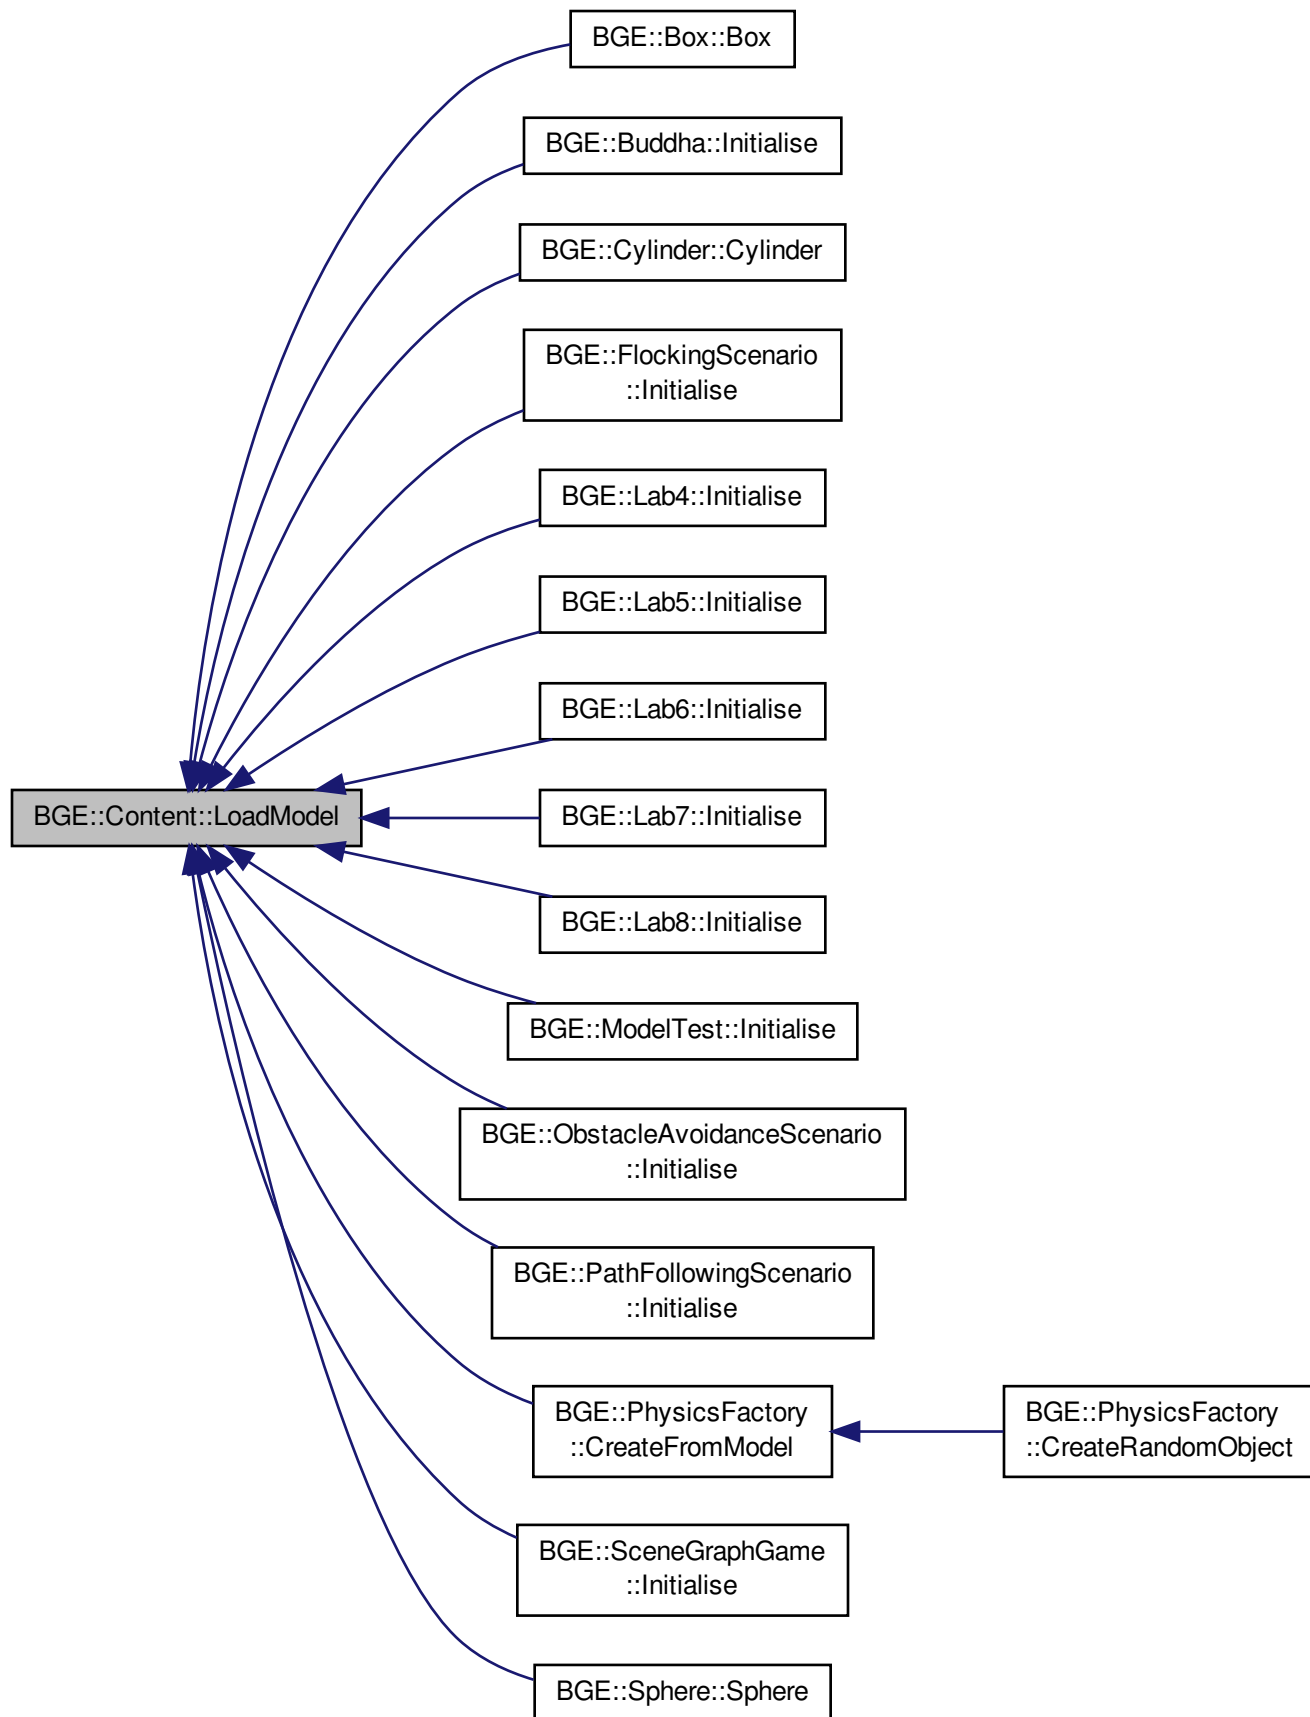 BGE::Box::Box
BGE::Buddha::Initialise
BGE::Cylinder::Cylinder
BGE::FlockingScenario
::Initialise
BGE::Lab4::Initialise
BGE::Lab5::Initialise
BGE::Lab6::Initialise
BGE::Content::LoadModel
BGE::Lab7::Initialise
BGE::Lab8::Initialise
BGE::ModelTest::Initialise
BGE::ObstacleAvoidanceScenario
::Initialise
BGE::PathFollowingScenario
::Initialise
BGE::PhysicsFactory
::CreateFromModel
BGE::PhysicsFactory
::CreateRandomObject
BGE::SceneGraphGame
::Initialise
BGE::Sphere::Sphere